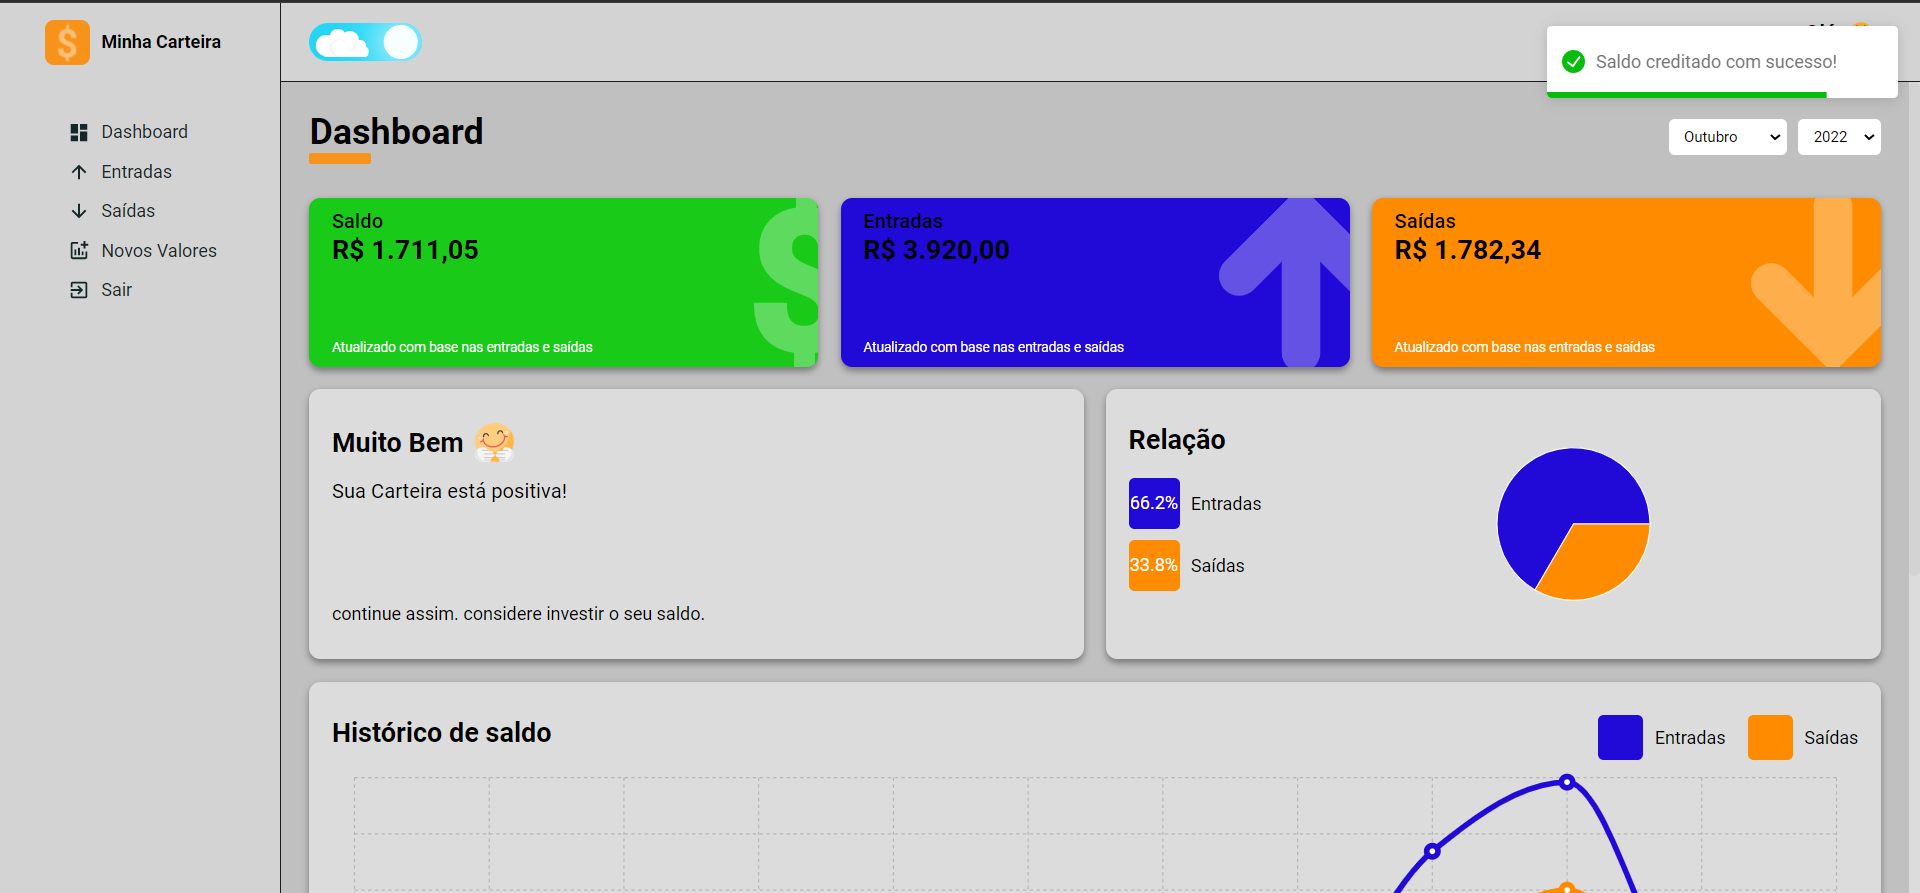 Minha Carteira
Dashboard
Entradas
Saídas
Novos Valores
Sair
Saldo creditado com sucesso!
Dashboard
Outubro
2022
Saldo
R$ 1.711,05
Atualizado com base nas entradas e saídas
Entradas
R$ 3.920,00
Atualizado com base nas entradas e saídas
Saídas
R$ 1.782,34
Atualizado com base nas entradas e saídas
Muito Bem
Sua Carteira está positiva!
continue assim. considere investir o seu saldo.
Relação
66.2% Entradas
33.8% Saídas
Histórico de saldo
Entradas
Saídas